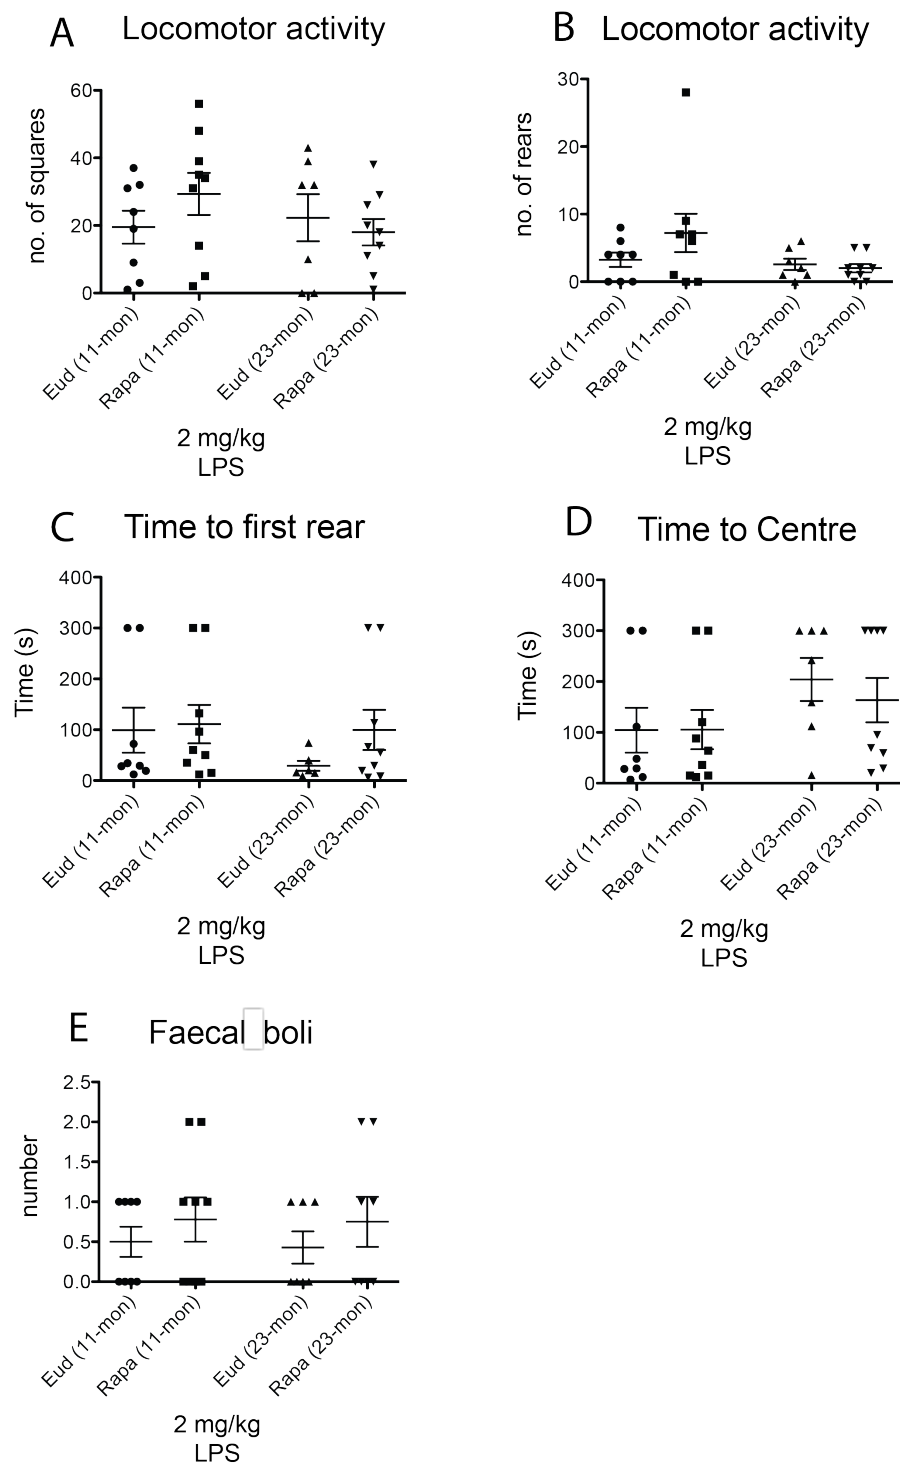 A Locomotor activity
no. of squares
60
40
20
0
Eud (11-mon)
Rapa (11-mon)
Eud (23-mon)
Rapa (23-mon)
2 mg/kg
LPS
B Locomotor activity
no. of rears
30
20
10
0
Eud (11-mon)
Rapa (11-mon)
Eud (23-mon)
Rapa (23-mon)
2 mg/kg
LPS
C Time to first rear
Time (s)
400
300
200
100
0
Eud (11-mon)
Rapa (11-mon)
Eud (23-mon)
Rapa (23-mon)
2 mg/kg
LPS
D Time to Centre
Time (s)
400
300
200
100
0
Eud (11-mon)
Rapa (11-mon)
Eud (23-mon)
Rapa (23-mon)
2 mg/kg
LPS
E Faecal boli
number
2.5
2.0
1.5
1.0
0.5
0.0
Eud (11-mon)
Rapa (11-mon)
Eud (23-mon)
Rapa (23-mon)
2 mg/kg
LPS